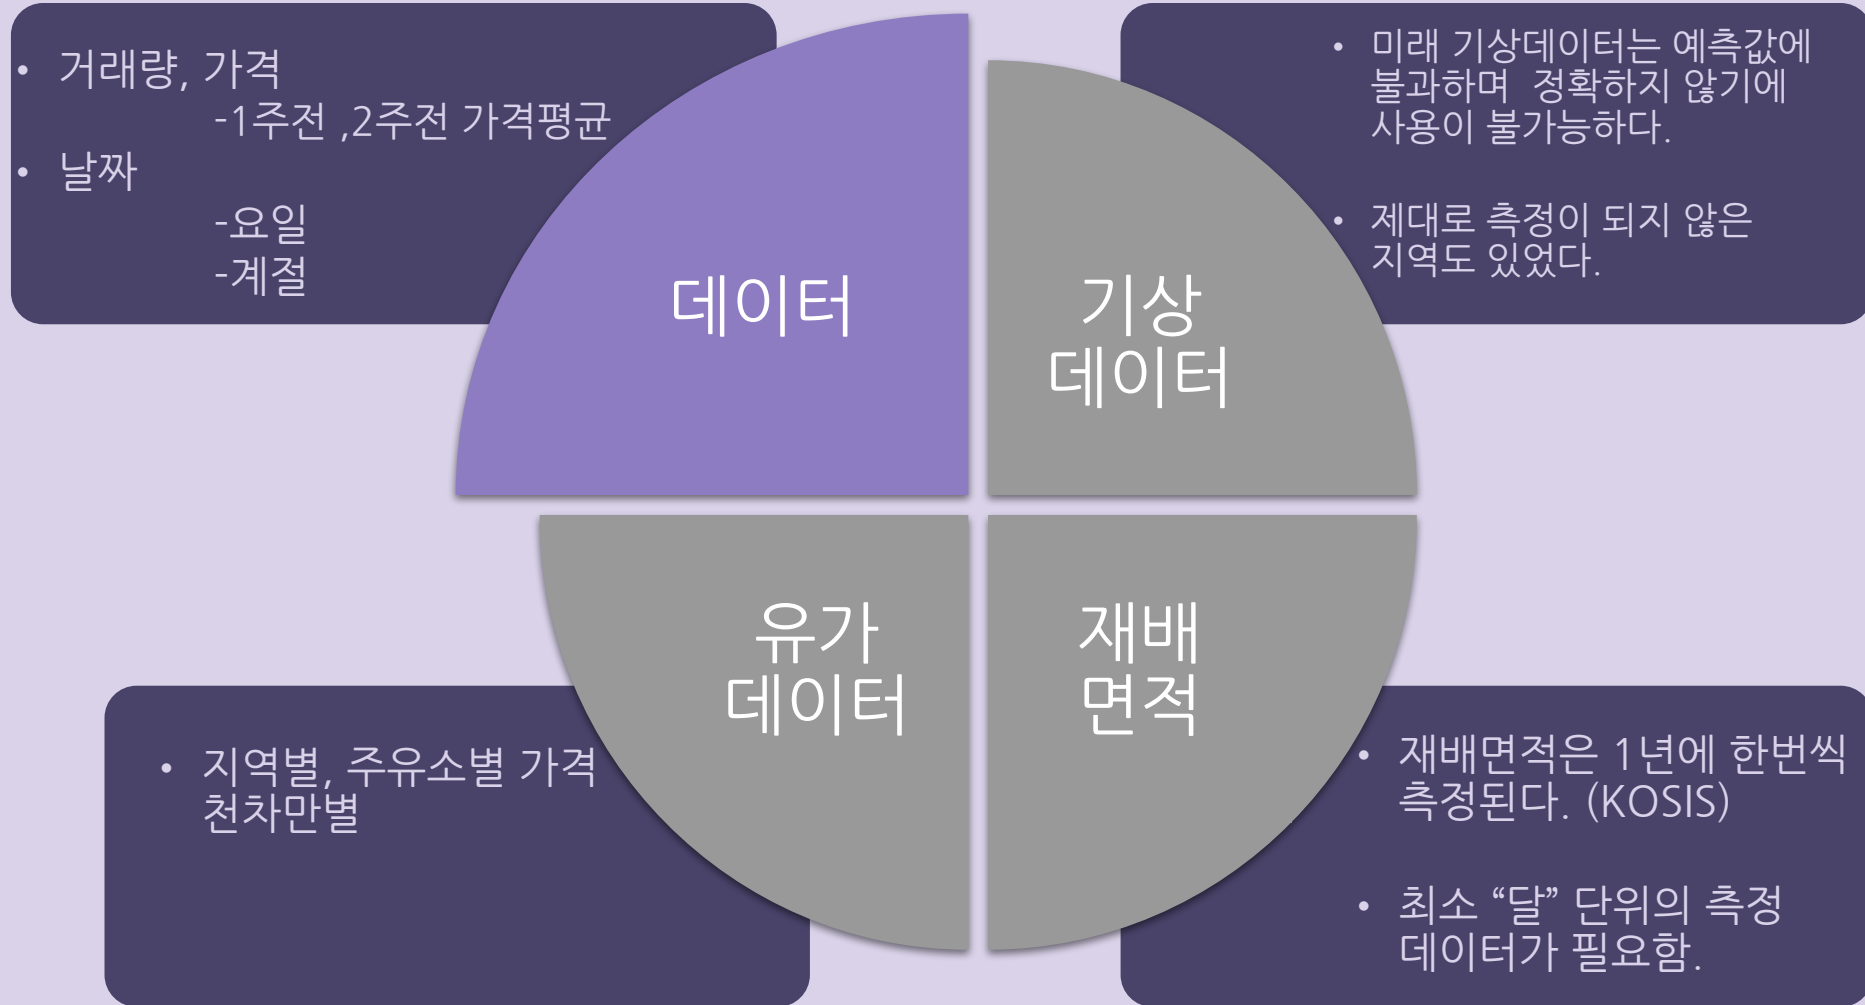 • 거래량, 가격
-1주전 ,2주전 가격평균
• 날짜
-요일
-계절
데이터
• 미래 기상데이터는 예측값에
불과하며  정확하지 않기에
사용이 불가능하다.
• 제대로 측정이 되지 않은
지역도 있었다.
기상
데이터
• 지역별, 주유소별 가격
천차만별
유가
데이터
재배
면적
• 재배면적은 1년에 한번씩
측정된다. (KOSIS)
• 최소 “달” 단위의 측정
데이터가 필요함.